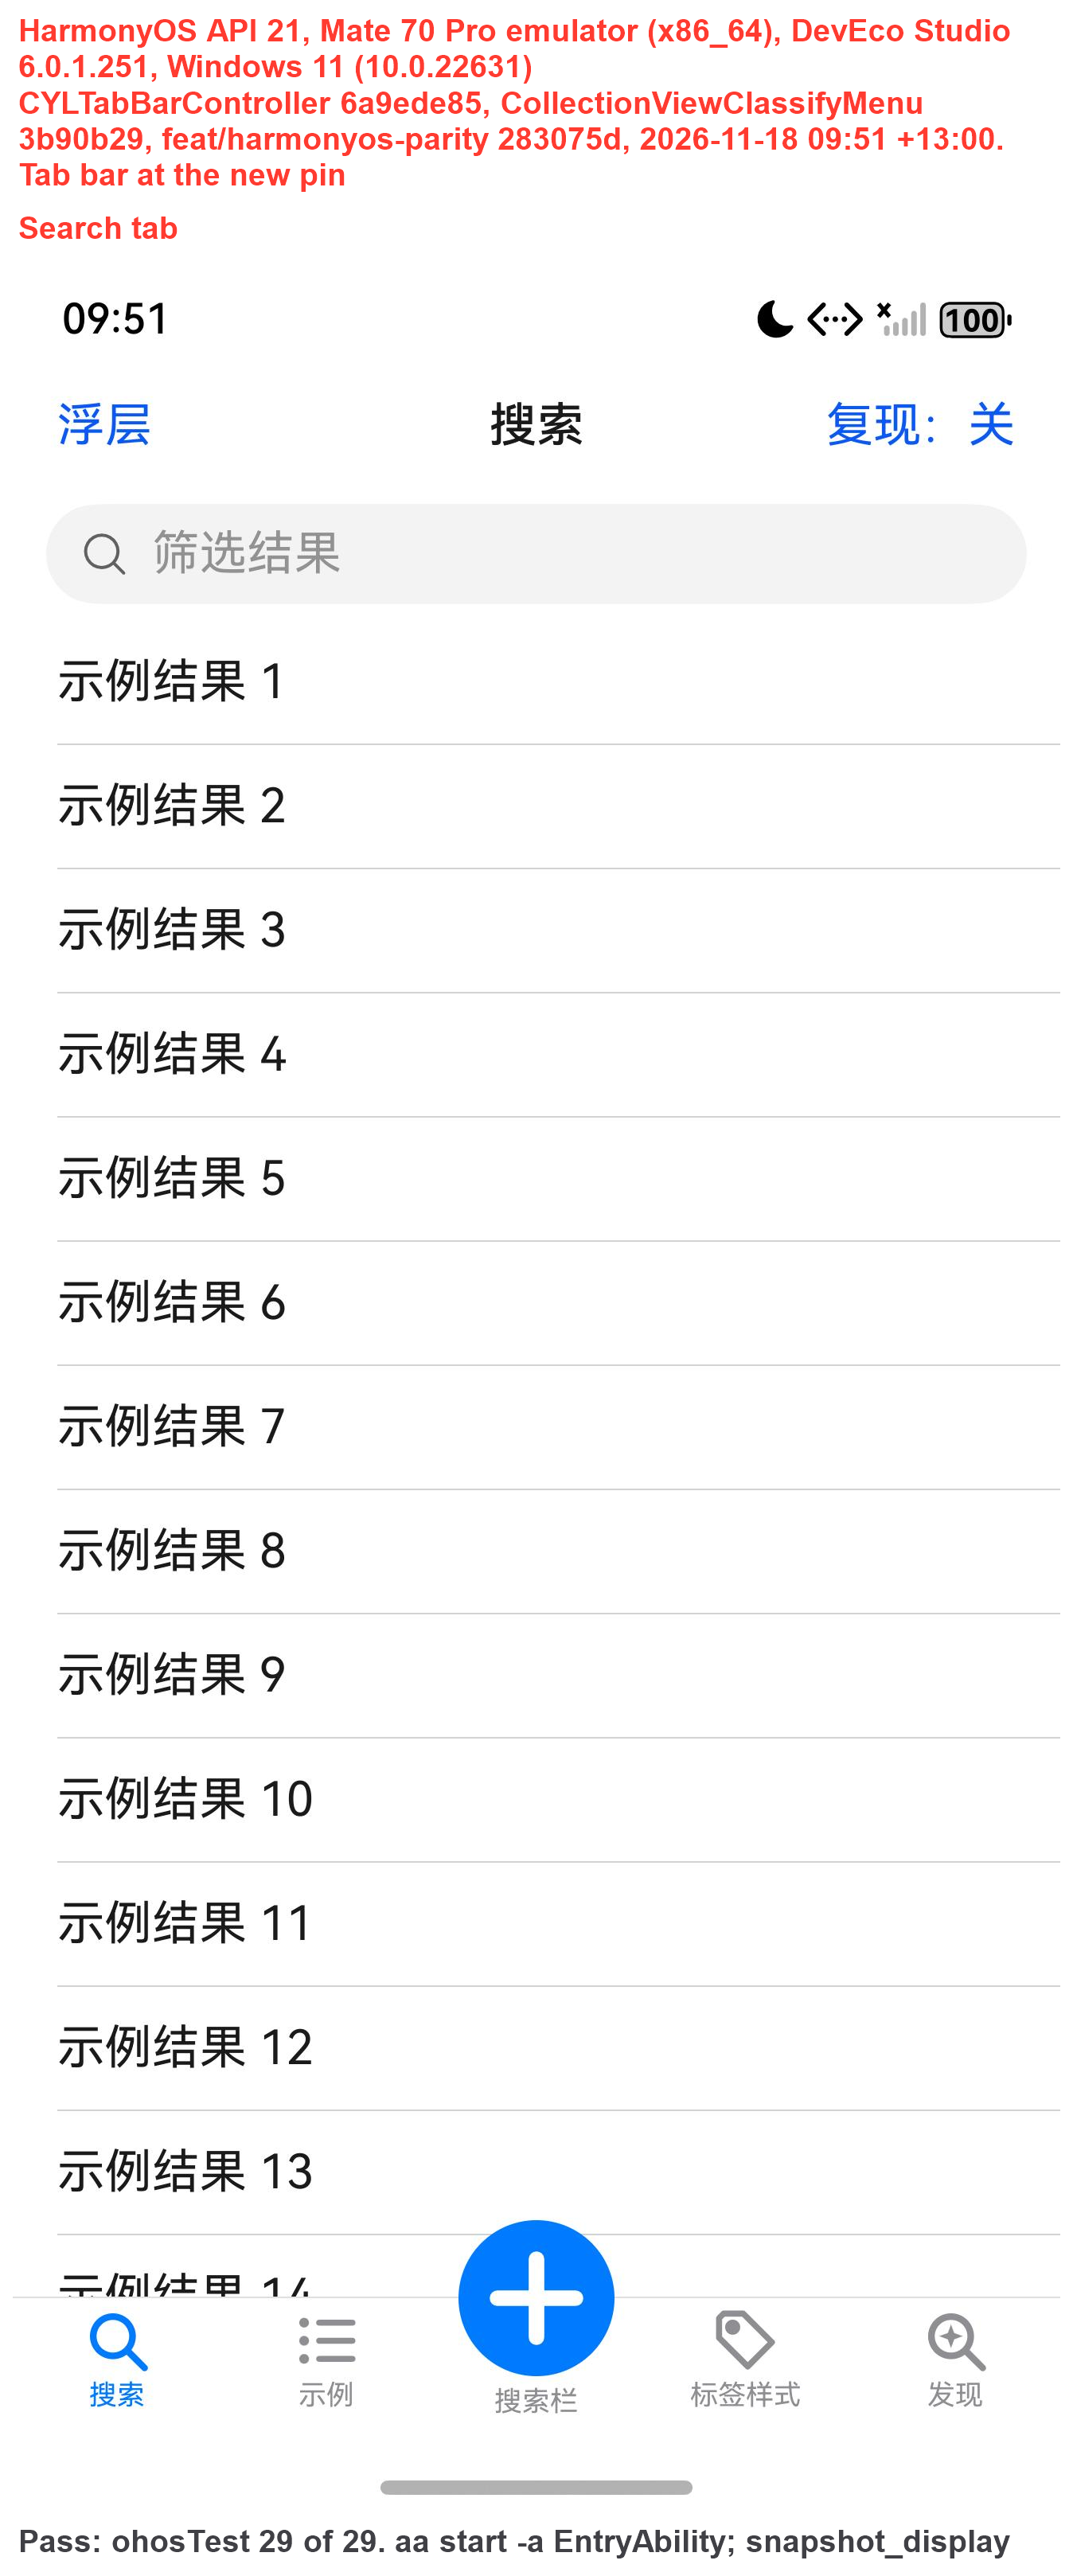 HarmonyOS API 21, Mate 70 Pro emulator (x86_64), DevEco Studio
6.0.1.251, Windows 11 (10.0.22631)
CYLTabBarController 6a9ede85, CollectionViewClassifyMenu
3b90b29, feat/harmonyos-parity 283075d, 2026-11-18 09:51 +13:00.
Tab bar at the new pin
Search tab
09:51 100
浮层 搜索 复现：关
筛选结果
示例结果 1
示例结果 2
示例结果 3
示例结果 4
示例结果 5
示例结果 6
示例结果 7
示例结果 8
示例结果 9
示例结果 10
示例结果 11
示例结果 12
示例结果 13
示例结果 14
搜索 示例 搜索栏 标签样式 发现
Pass: ohosTest 29 of 29. aa start -a EntryAbility; snapshot_display